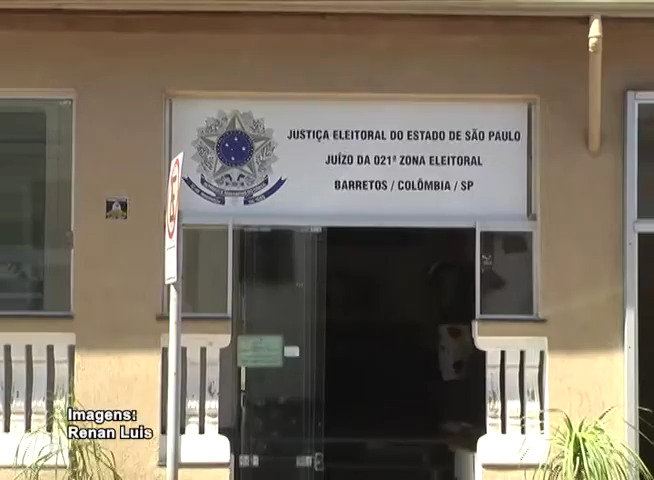 JUSTIÇA ELEITORAL DO ESTADO DE SÃO PAULO
JUÍZO DA 021ª ZONA ELEITORAL
BARRETOS / COLÔMBIA / SP
Imagens:
Renan Luis